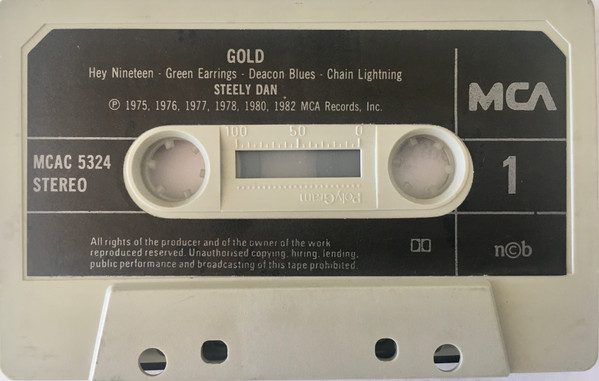 GOLD
Hey Nineteen - Green Earrings - Deacon Blues - Chain Lightning
STEELY DAN
℗ 1975, 1976, 1977, 1978, 1980, 1982 MCA Records, Inc.
MCA
100 50 0
MCAC 5324
STEREO
1
PolyGram
All rights of the producer and of the owner of the work
reproduced reserved. Unauthorised copying, hiring, lending,
public performance and broadcasting of this tape prohibited.
n©b